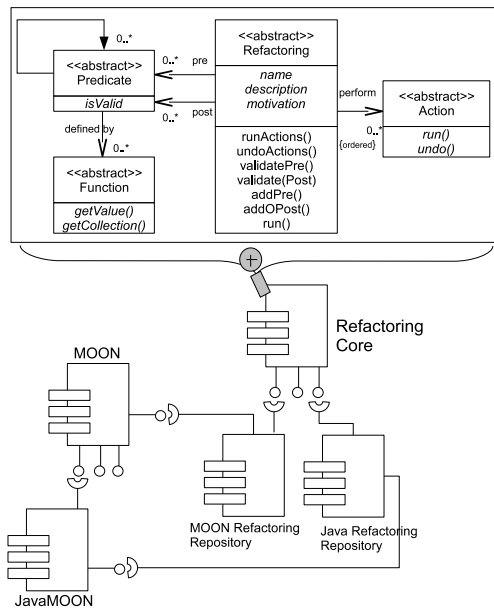 0..*
<<abstract>>
Predicate
isValid
0..*
pre
0..*
post
<<abstract>>
Refactoring
name
description
motivation
runActions()
undoActions()
validatePre()
validate(Post)
addPre()
addOPost()
run()
perform
0..*
{ordered}
<<abstract>>
Action
run()
undo()
defined by
0..*
<<abstract>>
Function
getValue()
getCollection()
+
Refactoring
Core
MOON
MOON Refactoring
Repository
Java Refactoring
Repository
JavaMOON